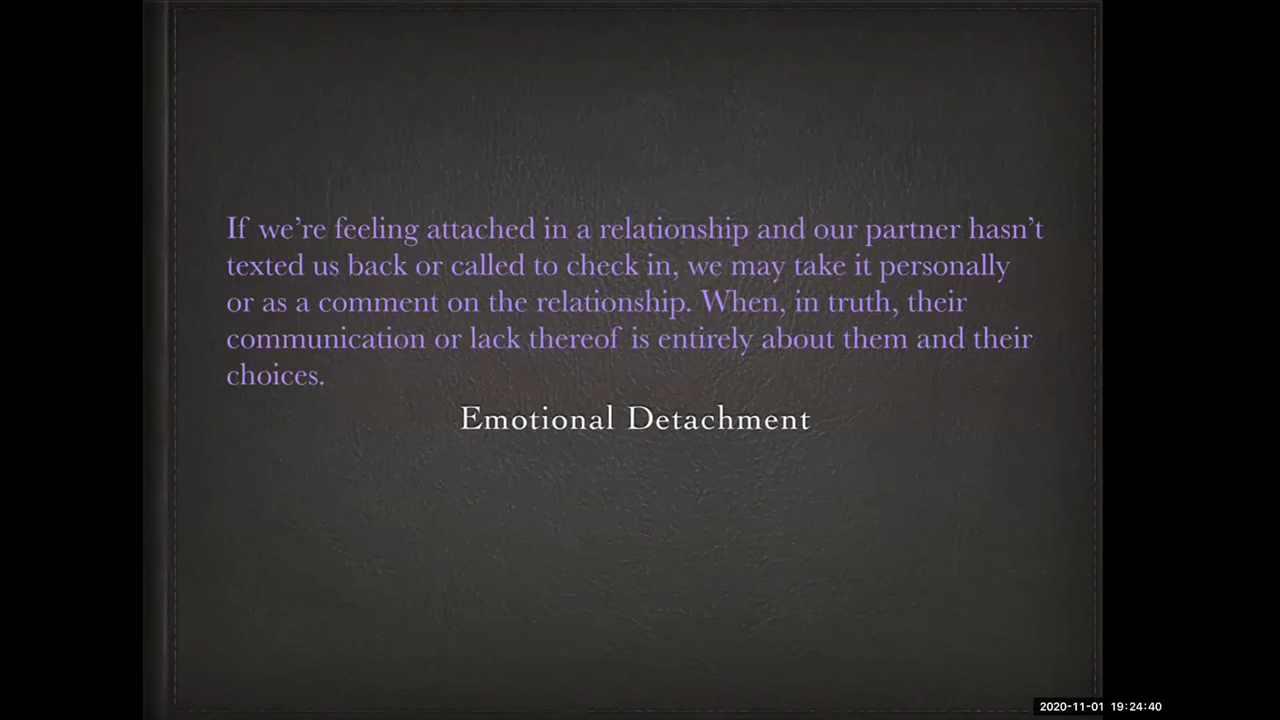 If we’re feeling attached in a relationship and our partner hasn’t
texted us back or called to check in, we may take it personally
or as a comment on the relationship. When, in truth, their
communication or lack thereof is entirely about them and their
choices.
Emotional Detachment
2020-11-01 19:24:40